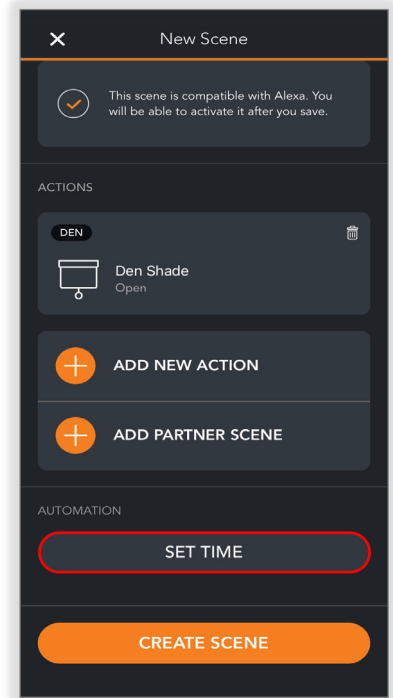 New Scene
This scene is compatible with Alexa. You
will be able to activate it after you save.
ACTIONS
DEN
Den Shade
Open
ADD NEW ACTION
ADD PARTNER SCENE
AUTOMATION
SET TIME
CREATE SCENE